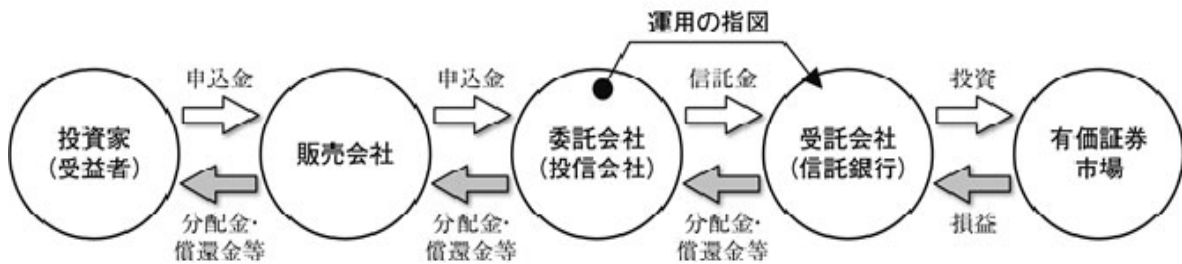 運用の指図
申込金
申込金
信託金
投資
投資家
(受益者)
販売会社
委託会社
(投信会社)
受託会社
(信託銀行)
有価証券
市場
分配金・
償還金等
分配金・
償還金等
分配金・
償還金等
損益